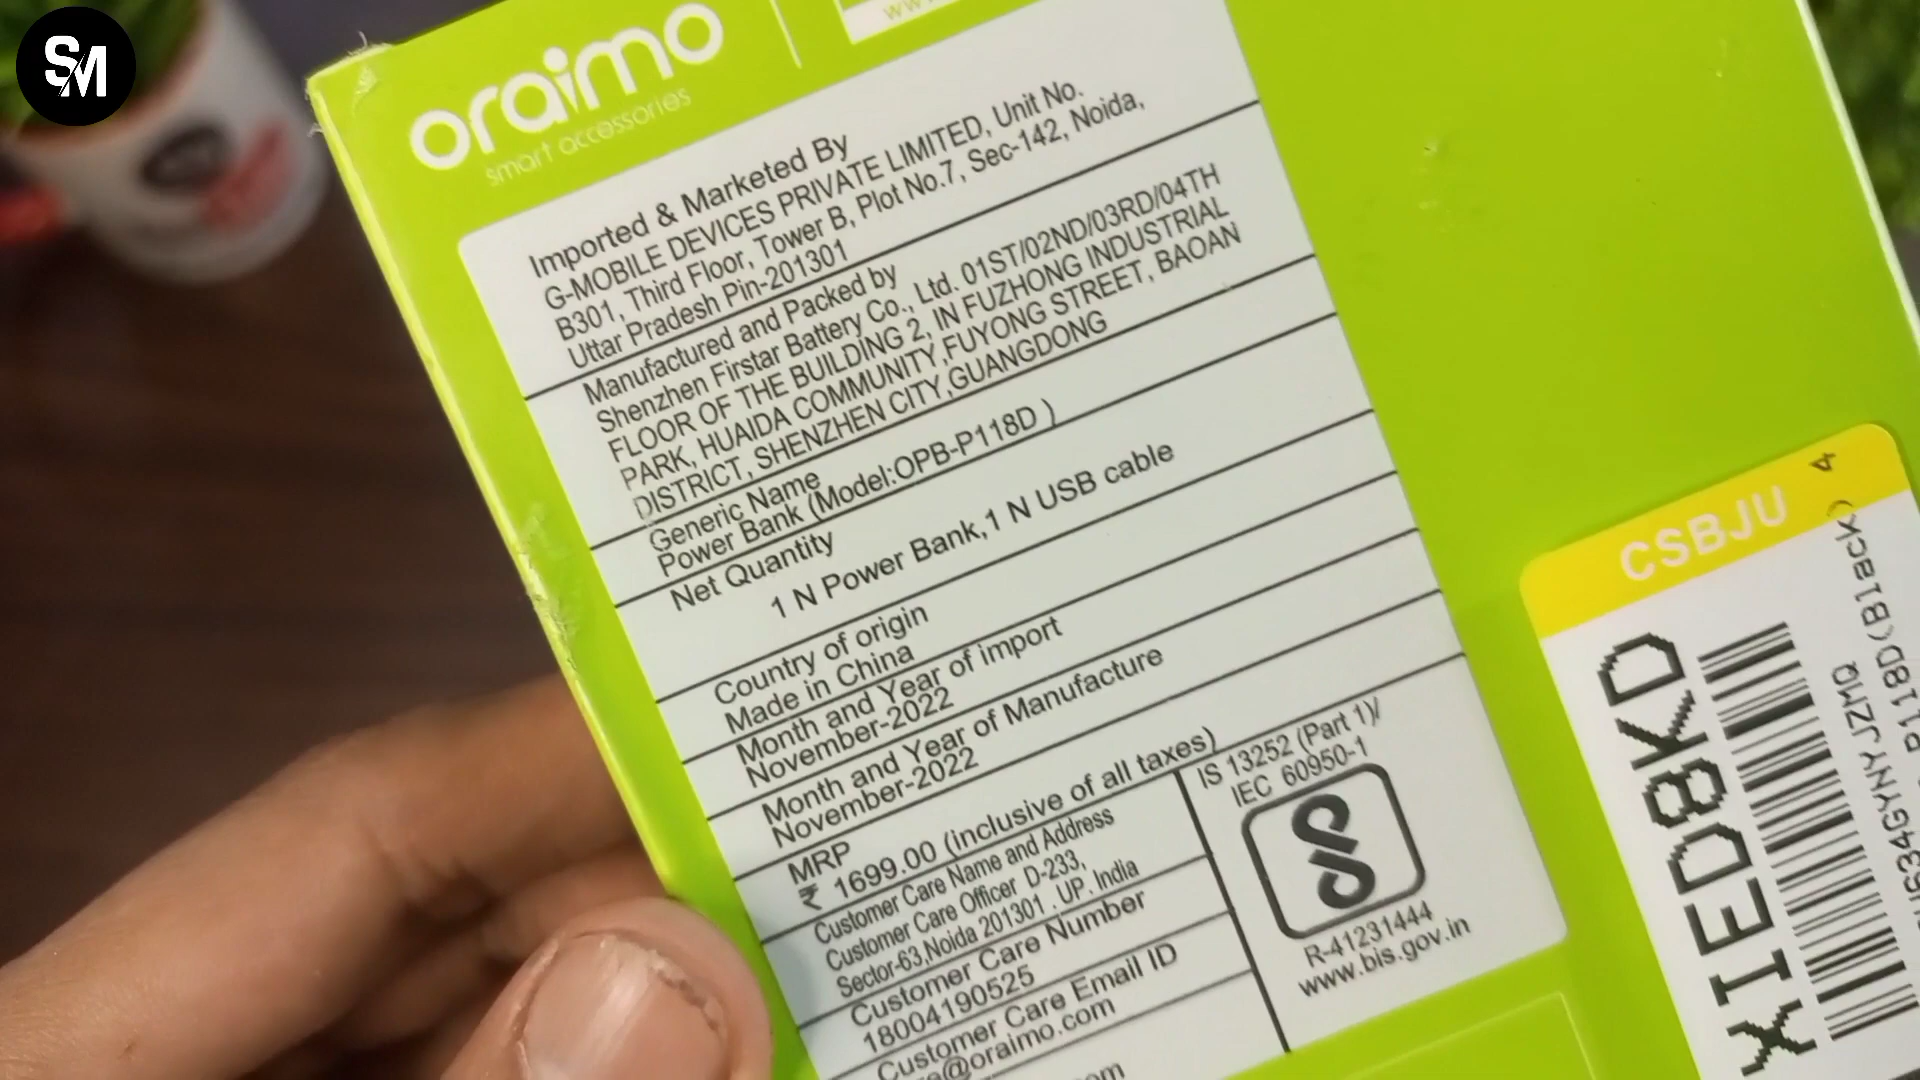 SM
oraimo
smart accessories
Imported & Marketed By
G-MOBILE DEVICES PRIVATE LIMITED, Unit No.
B301, Third Floor, Tower B, Plot No.7, Sec-142, Noida,
Uttar Pradesh Pin-201301
Manufactured and Packed by
Shenzhen Firstar Battery Co., Ltd. 01ST/02ND/03RD/04TH
FLOOR OF THE BUILDING 2, IN FUZHONG INDUSTRIAL
PARK, HUAIDA COMMUNITY,FUYONG STREET, BAOAN
DISTRICT, SHENZHEN CITY,GUANGDONG
Generic Name
Power Bank (Model:OPB-P118D )
Net Quantity
1 N Power Bank,1 N USB cable
Country of origin
Made in China
Month and Year of import
November-2022
Month and Year of Manufacture
November-2022
MRP
₹ 1699.00 (inclusive of all taxes)
Customer Care Name and Address
Customer Care Officer D-233,
Sector-63,Noida 201301 . UP. India
Customer Care Number
18004190525
Customer Care Email ID
@oraimo.com
IS 13252 (Part 1)/
IEC 60950-1
R-41231444
www.bis.gov.in
CSBJU
4
XIED8KD
118D(Black)